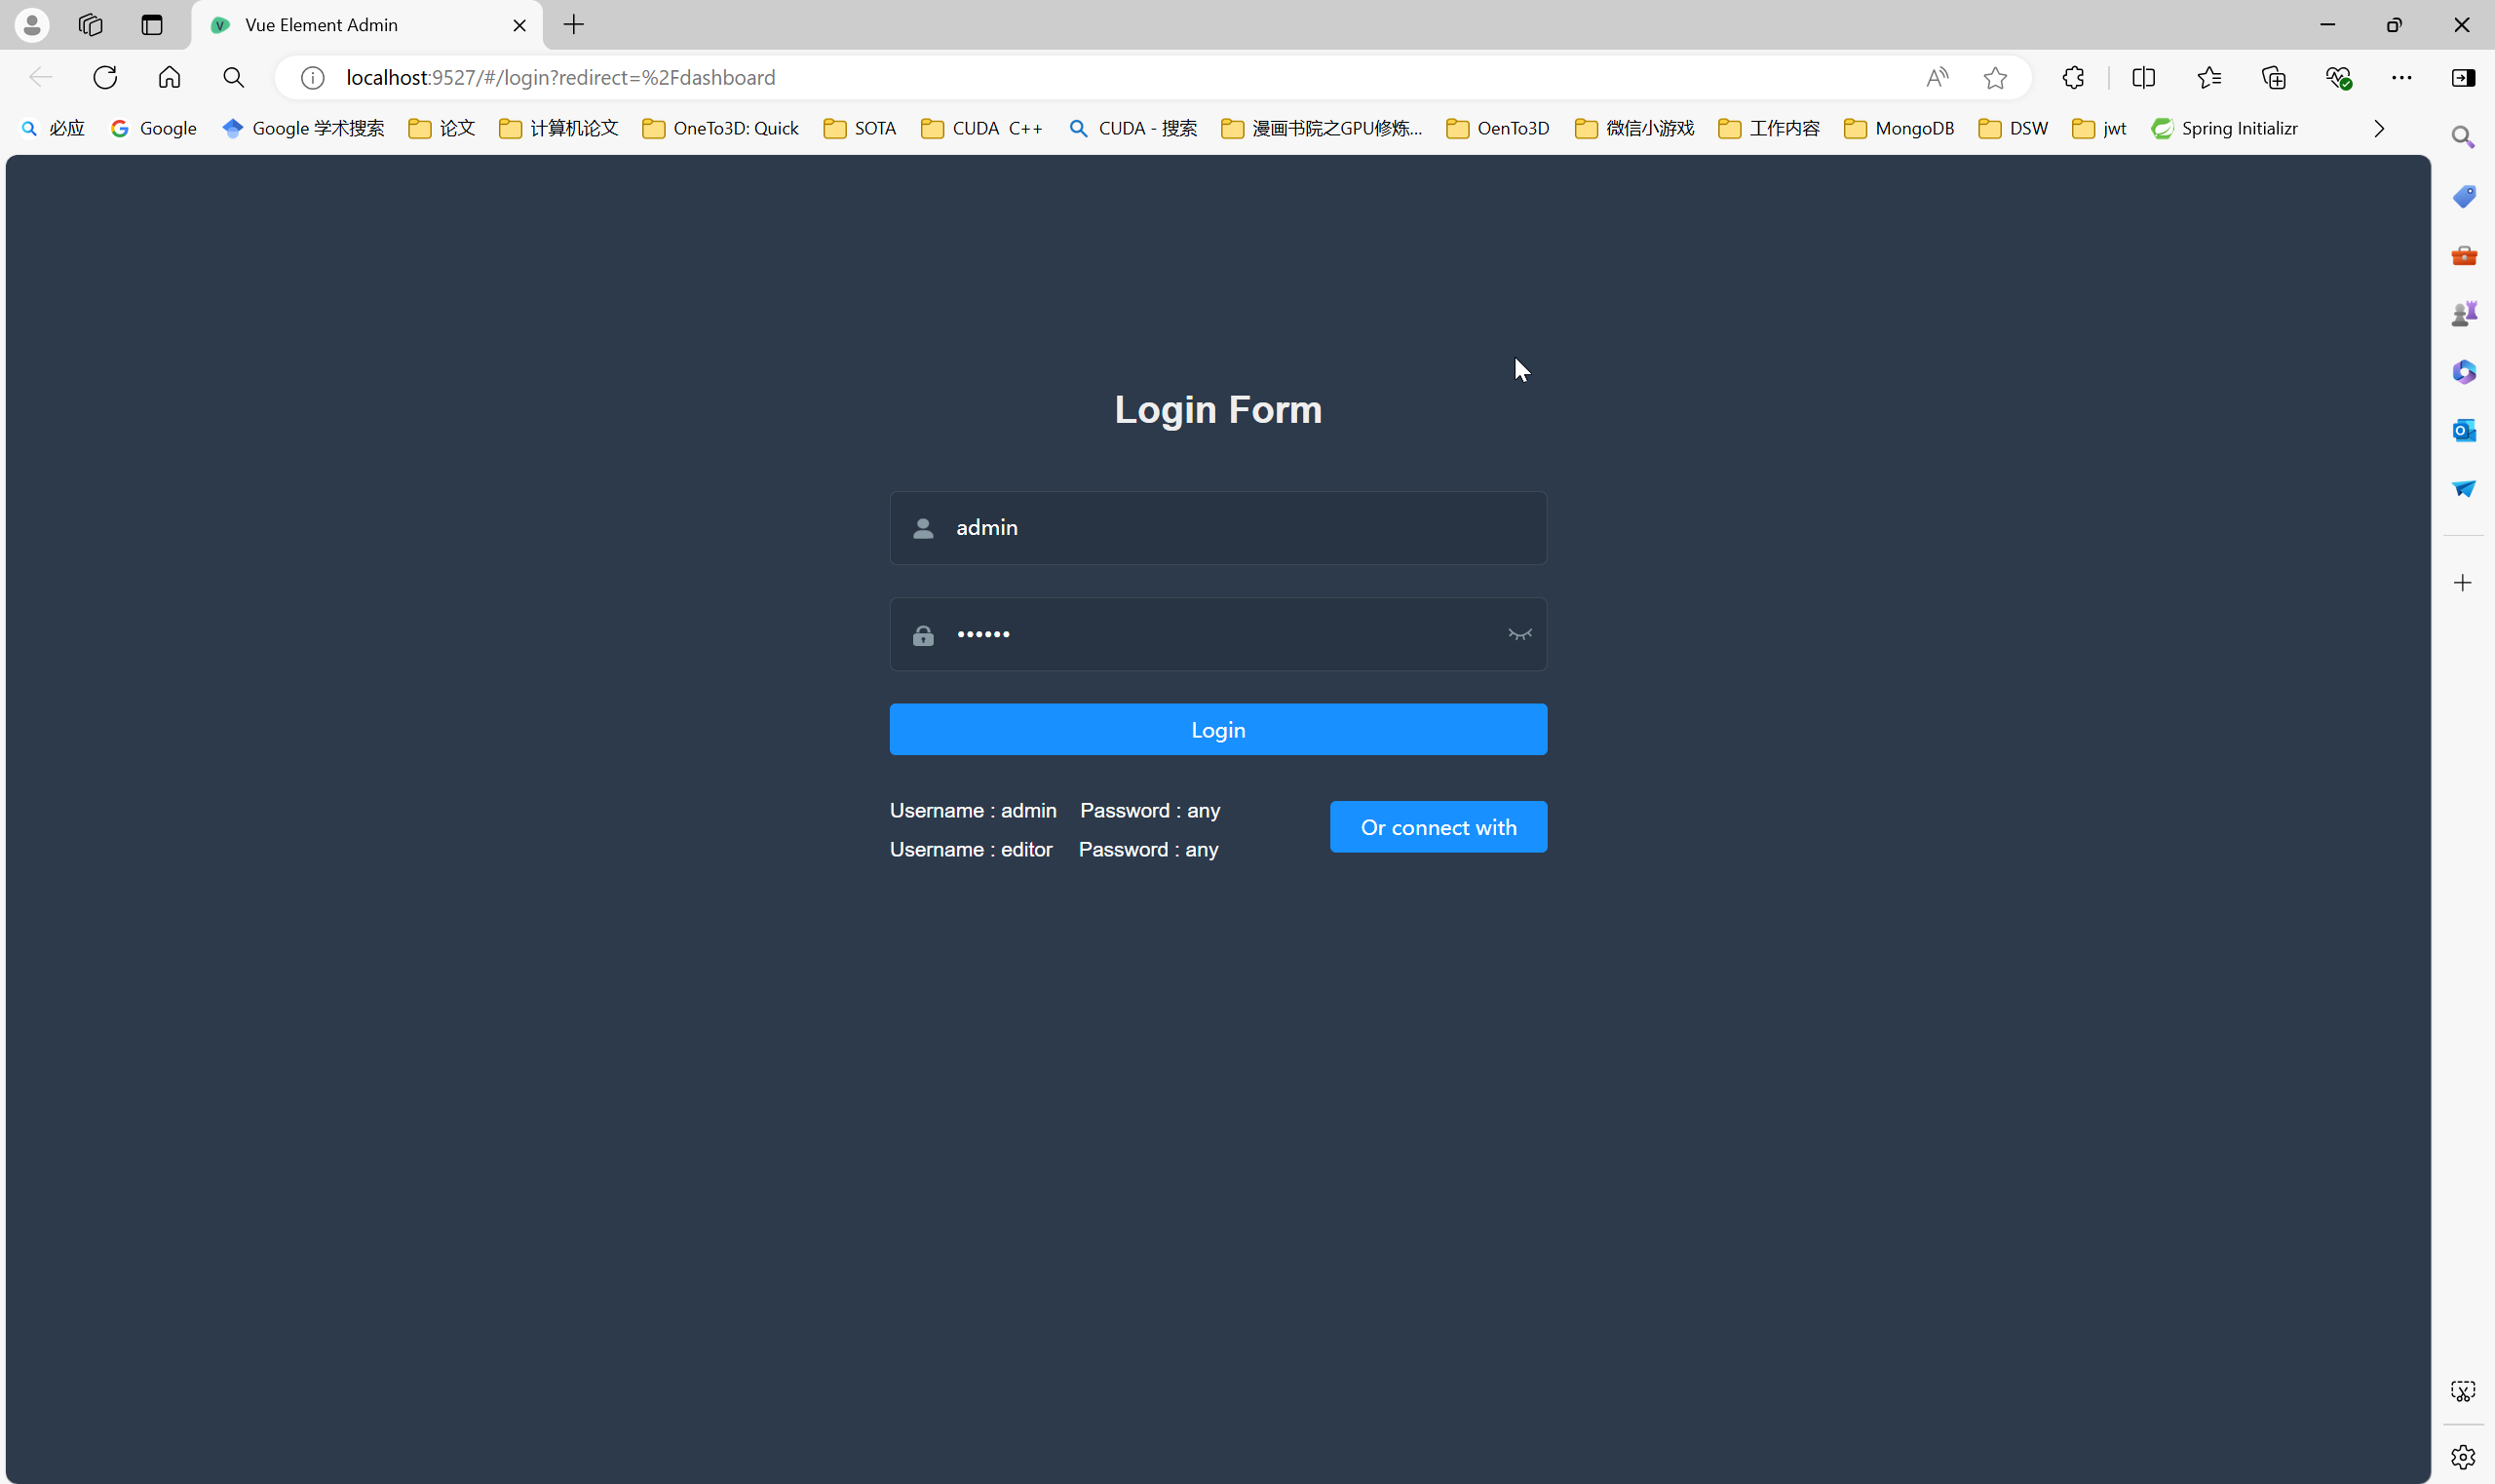 Vue Element Admin
localhost:9527/#/login?redirect=%2Fdashboard
必应 Google Google 学术搜索 论文 计算机论文 OneTo3D: Quick SOTA CUDA C++ CUDA - 搜索 漫画书院之GPU修炼... OenTo3D 微信小游戏 工作内容 MongoDB DSW jwt Spring Initializr
Login Form
admin
••••••
Login
Username : admin Password : any
Username : editor Password : any
Or connect with